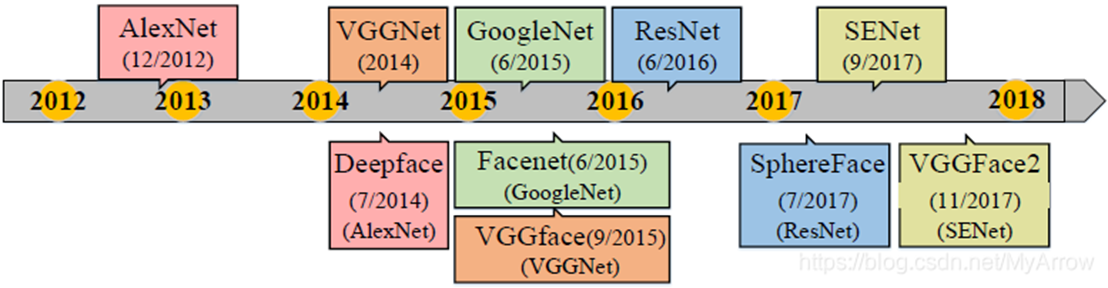 AlexNet
(12/2012)
VGGNet
(2014)
GoogleNet
(6/2015)
ResNet
(6/2016)
SENet
(9/2017)
2012
2013
2014
2015
2016
2017
2018
Deepface
(7/2014)
(AlexNet)
Facenet(6/2015)
(GoogleNet)
VGGface(9/2015)
(VGGNet)
SphereFace
(7/2017)
(ResNet)
VGGFace2
(11/2017)
(SENet)
https://blog.csdn.net/MyArrow